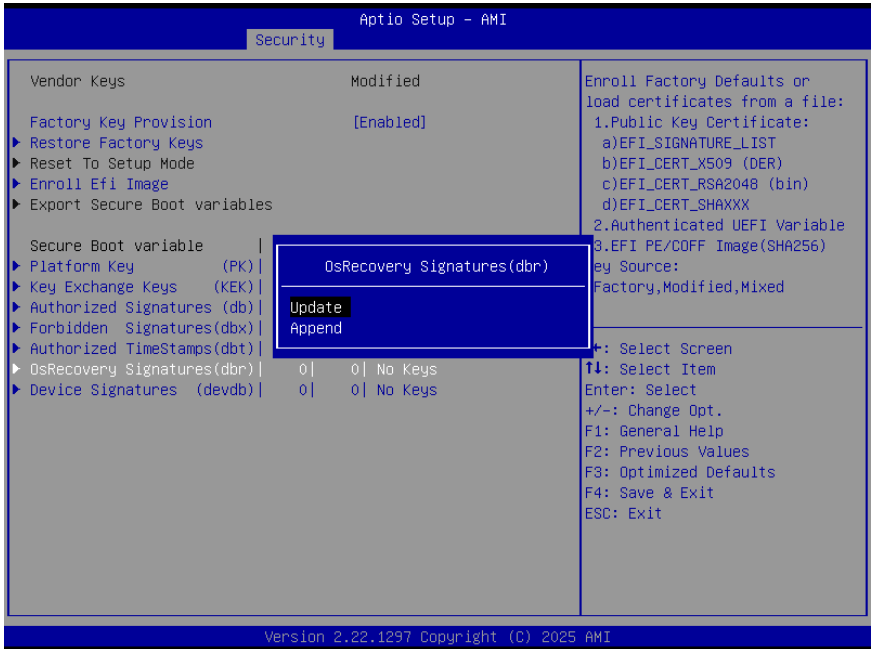 Aptio Setup – AMI
Security
Vendor Keys Modified
Factory Key Provision [Enabled]
Restore Factory Keys
Reset To Setup Mode
Enroll Efi Image
Export Secure Boot variables
Secure Boot variable |
Platform Key (PK)|
Key Exchange Keys (KEK)|
Authorized Signatures (db)|
Forbidden Signatures(dbx)|
Authorized TimeStamps(dbt)|
OsRecovery Signatures(dbr)| 0| 0| No Keys
Device Signatures (devdb)| 0| 0| No Keys
OsRecovery Signatures(dbr)
Update
Append
Enroll Factory Defaults or
load certificates from a file:
1.Public Key Certificate:
a)EFI_SIGNATURE_LIST
b)EFI_CERT_X509 (DER)
c)EFI_CERT_RSA2048 (bin)
d)EFI_CERT_SHAXXX
2.Authenticated UEFI Variable
3.EFI PE/COFF Image(SHA256)
ey Source:
Factory,Modified,Mixed
: Select Screen
↑↓: Select Item
Enter: Select
+/-: Change Opt.
F1: General Help
F2: Previous Values
F3: Optimized Defaults
F4: Save & Exit
ESC: Exit
Version 2.22.1297 Copyright (C) 2025 AMI